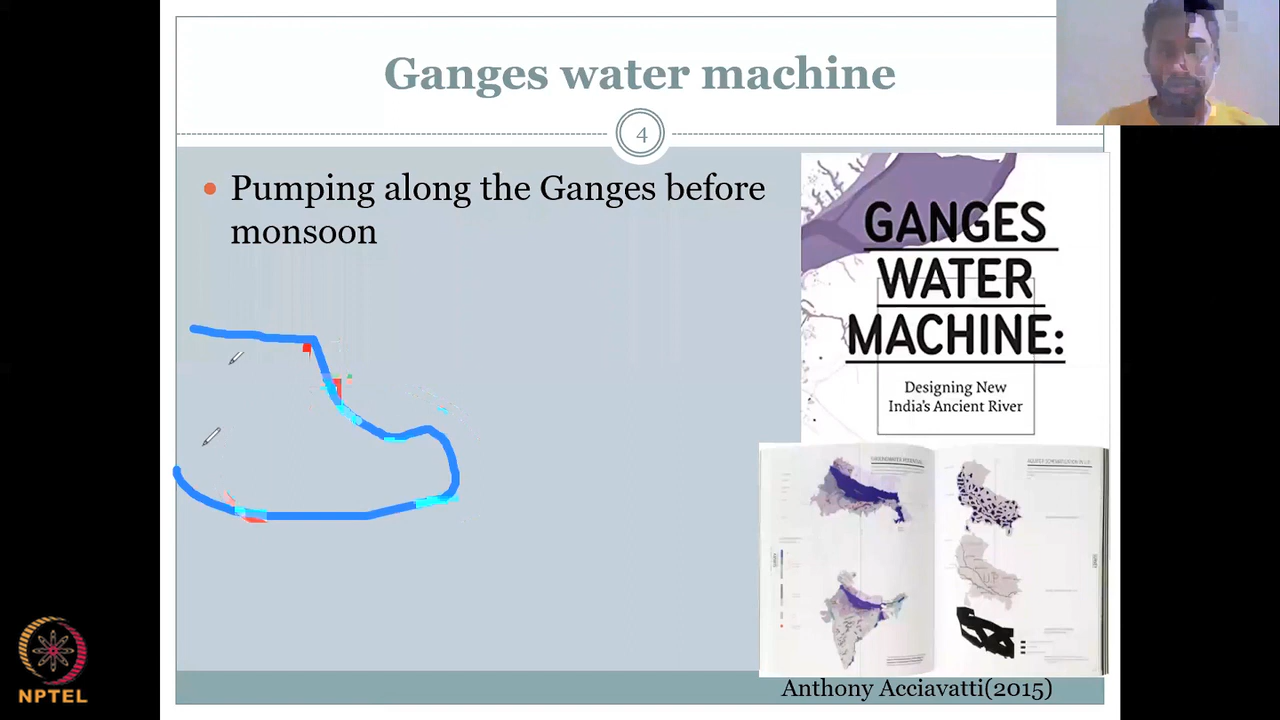 Ganges water machine
4
Pumping along the Ganges before
monsoon
GANGES
WATER
MACHINE:
Designing New
India's Ancient River
U.P
Anthony Acciavatti(2015)
NPTEL